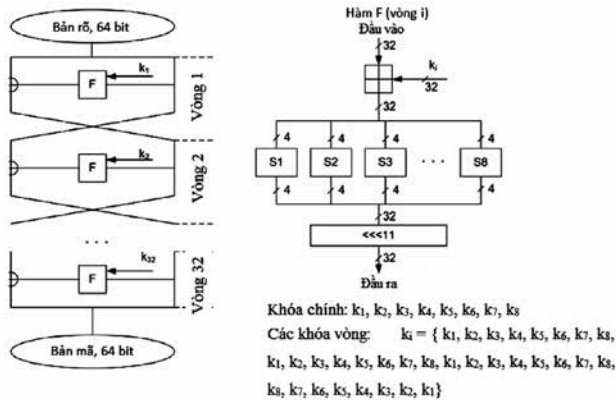 Bản rõ, 64 bit
F
k1
Vòng 1
F
k2
Vòng 2
...
F
k32
Vòng 32
Bản mã, 64 bit
Hàm F (vòng i)
Đầu vào
32
ki
32
32
4 4 4 4
S1 S2 S3 ... S8
4 4 4 4
32
<<<11
32
Đầu ra
Khóa chính: k1, k2, k3, k4, k5, k6, k7, k8
Các khóa vòng: ki = { k1, k2, k3, k4, k5, k6, k7, k8,
k1, k2, k3, k4, k5, k6, k7, k8, k1, k2, k3, k4, k5, k6, k7, k8,
k8, k7, k6, k5, k4, k3, k2, k1}